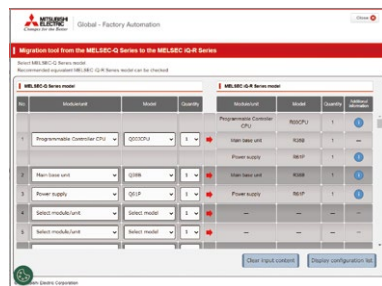 MITSUBISHI ELECTRIC
Changes for the Better
Global - Factory Automation
Close
Migration tool from the MELSEC-Q Series to the MELSEC iQ-R Series
Select MELSEC-Q Series model
Recommended equivalent MELSEC iQ-R Series model can be checked.
MELSEC-Q Series model
MELSEC iQ-R Series model
No Module/unit Model Quantity Module/unit Model Quantity Additional information
Programmable Controller CPU R00CPU 1
1 Programmable Controller CPU Q003CPU 1 Main base unit R38B 1 —
Power supply R61P 1
2 Main base unit Q38B 1 Main base unit R38B 1
3 Power supply Q61P 1 Power supply R61P 1
4 Select module/unit Select model 1 — — — —
5 Select module/unit Select model 1 — — — —
Clear input content
Display configuration list
Electric Corporation